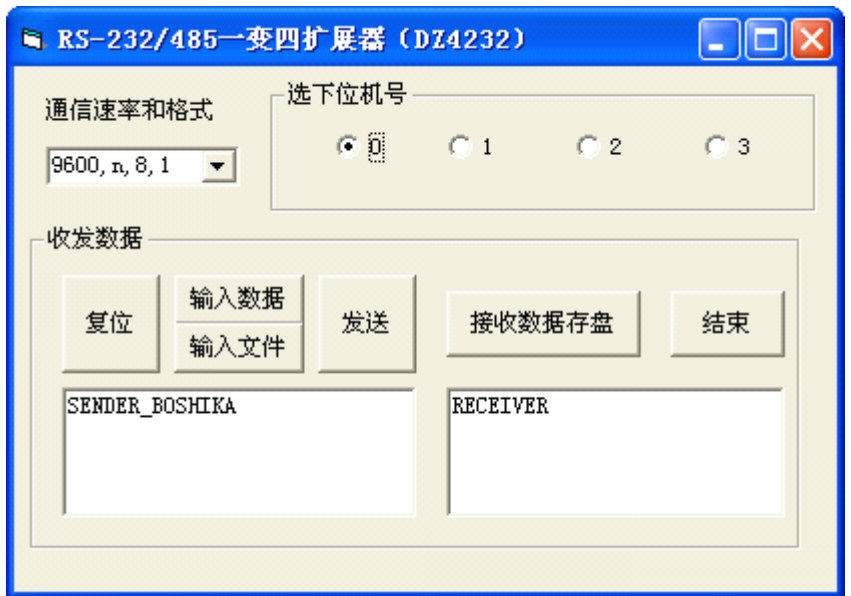 RS-232/485一变四扩展器（DZ4232）
通信速率和格式
选下位机号
9600, n, 8, 1
0 1 2 3
收发数据
复位
输入数据
输入文件
发送
接收数据存盘
结束
SENDER_BOSHIKA
RECEIVER